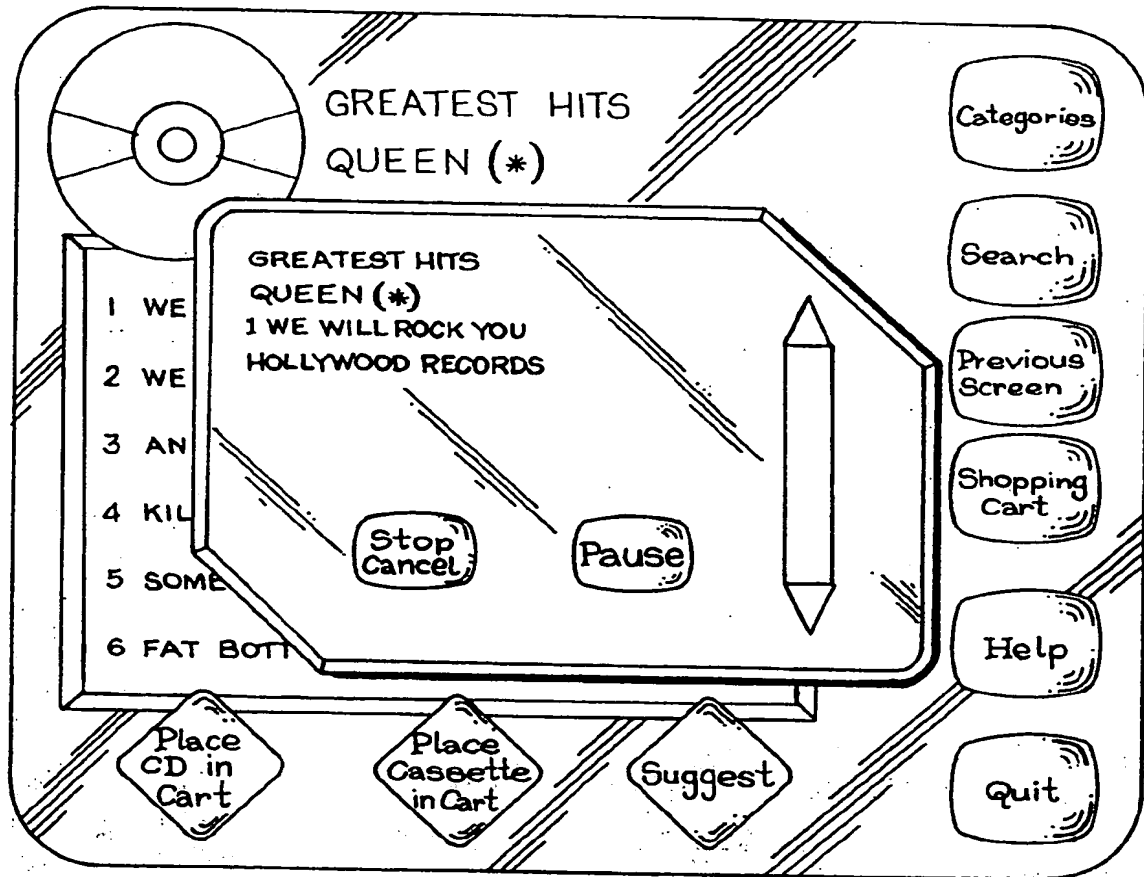 GREATEST HITS
QUEEN (*)
GREATEST HITS
QUEEN (*)
1 WE WILL ROCK YOU
HOLLYWOOD RECORDS
Stop
Cancel
Pause
1 WE
2 WE
3 AN
4 KIL
5 SOME
6 FAT BOTT
Place
CD in
Cart
Place
Cassette
in Cart
Suggest
Categories
Search
Previous
Screen
Shopping
Cart
Help
Quit